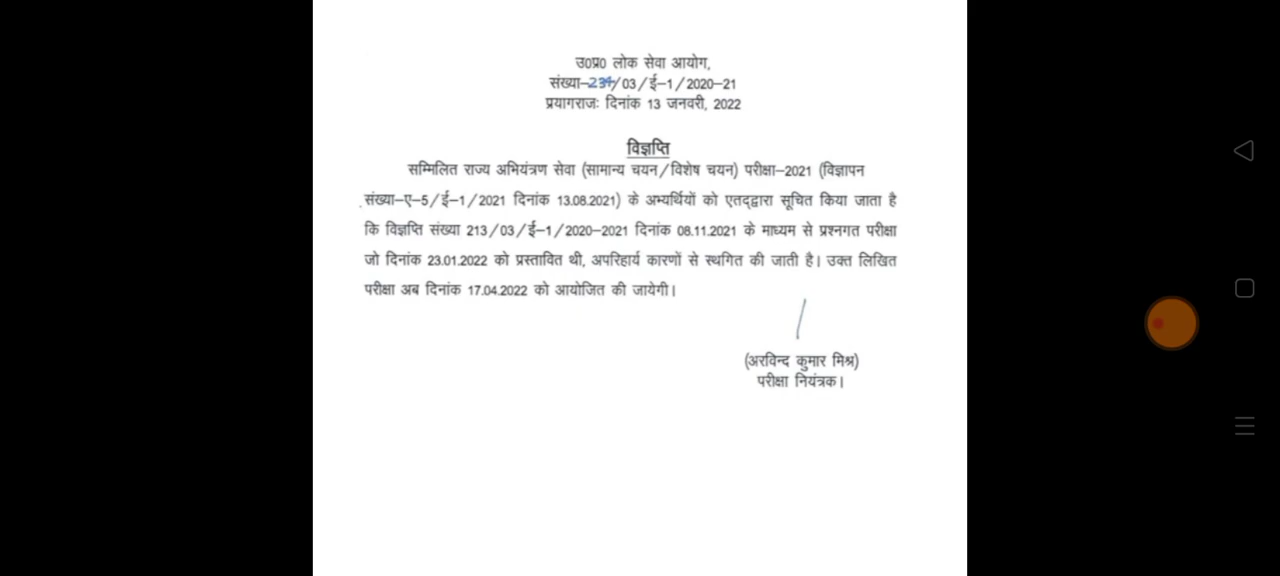 उ0प्र0 लोक सेवा आयोग,
संख्या-234/03/ई-1/2020-21
प्रयागराजः दिनांक 13 जनवरी, 2022
विज्ञप्ति
सम्मिलित राज्य अभियंत्रण सेवा (सामान्य चयन/विशेष चयन) परीक्षा-2021 (विज्ञापन
संख्या-ए-5/ई-1/2021 दिनांक 13.08.2021) के अभ्यर्थियों को एतद्द्वारा सूचित किया जाता है
कि विज्ञप्ति संख्या 213/03/ई-1/2020-2021 दिनांक 08.11.2021 के माध्यम से प्रश्नगत परीक्षा
जो दिनांक 23.01.2022 को प्रस्तावित थी, अपरिहार्य कारणों से स्थगित की जाती है। उक्त लिखित
परीक्षा अब दिनांक 17.04.2022 को आयोजित की जायेगी।
(अरविन्द कुमार मिश्र)
परीक्षा नियंत्रक।